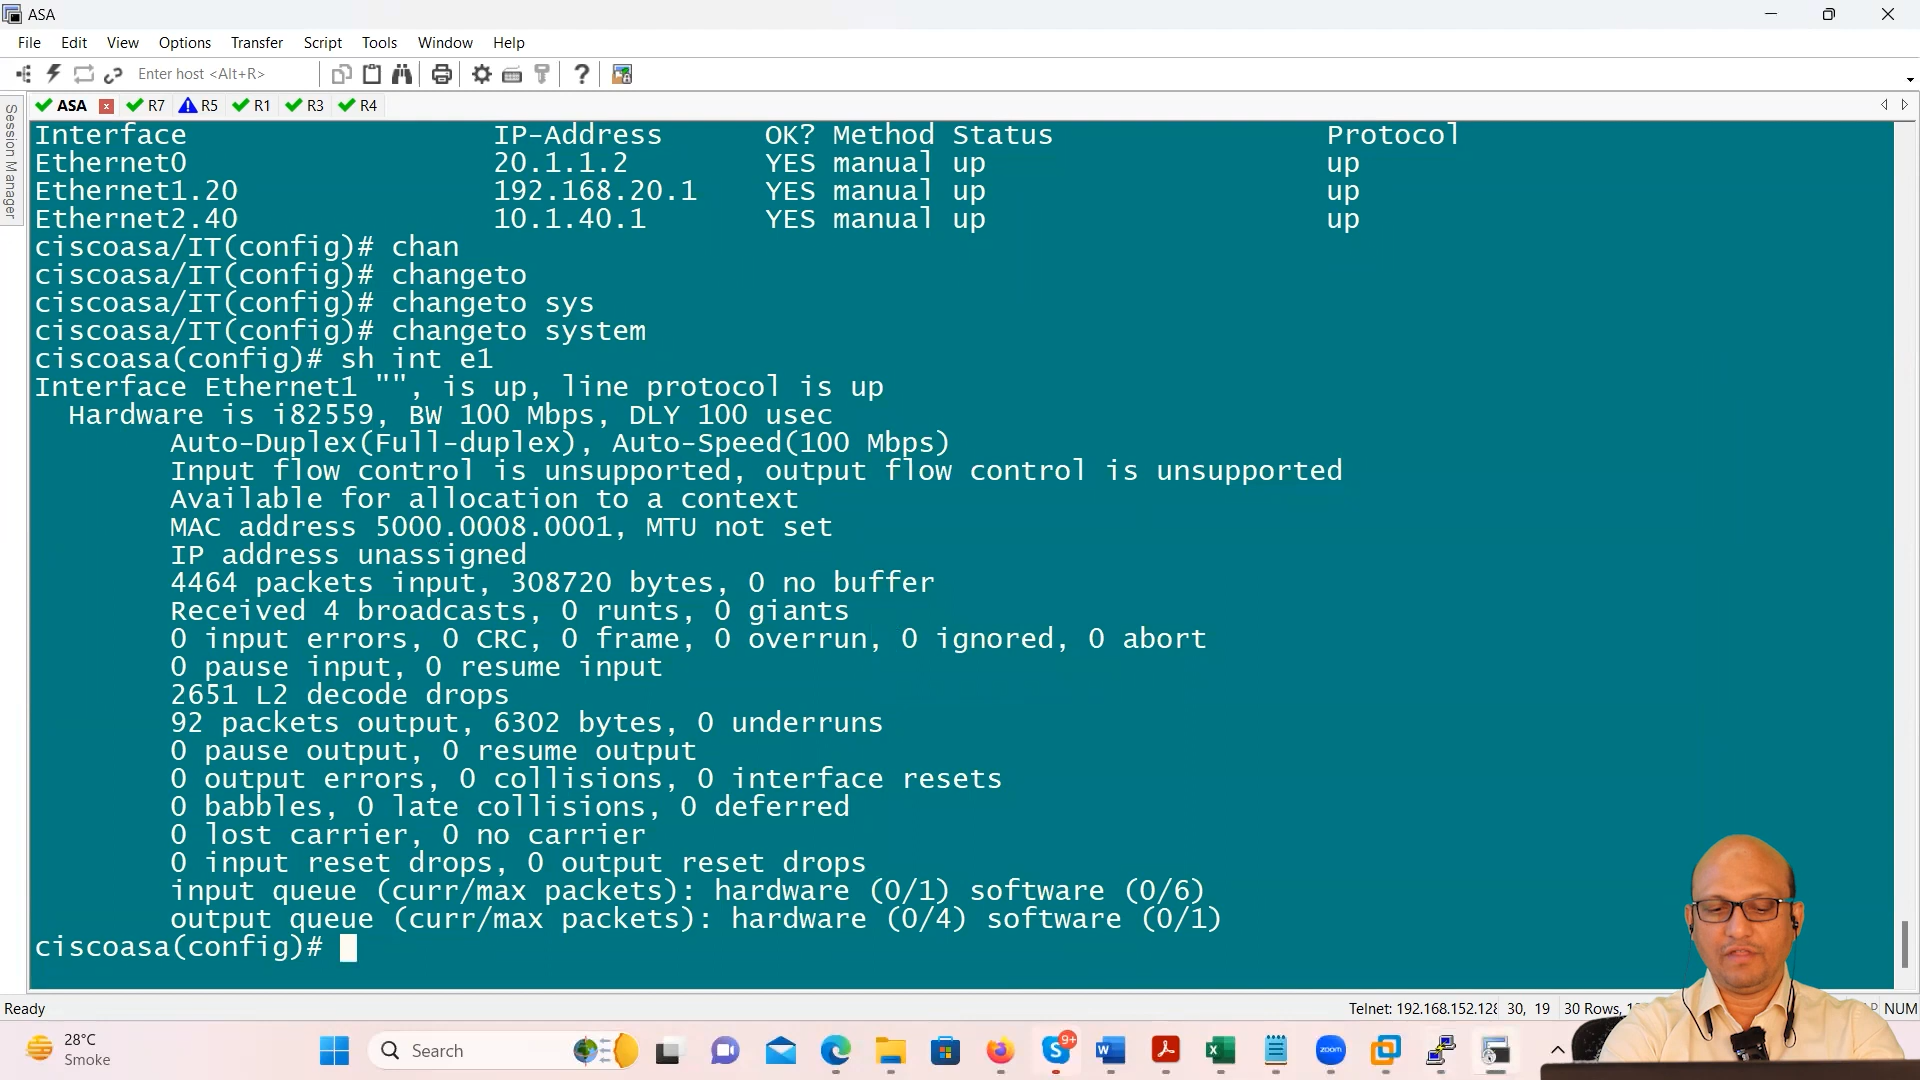 ASA
File Edit View Options Transfer Script Tools Window Help
Enter host <Alt+R>
ASA R7 R5 R1 R3 R4
Session Manager
Interface IP-Address OK? Method Status Protocol
Ethernet0 20.1.1.2 YES manual up up
Ethernet1.20 192.168.20.1 YES manual up up
Ethernet2.40 10.1.40.1 YES manual up up
ciscoasa/IT(config)# chan
ciscoasa/IT(config)# changeto
ciscoasa/IT(config)# changeto sys
ciscoasa/IT(config)# changeto system
ciscoasa(config)# sh int e1
Interface Ethernet1 "", is up, line protocol is up
Hardware is i82559, BW 100 Mbps, DLY 100 usec
Auto-Duplex(Full-duplex), Auto-Speed(100 Mbps)
Input flow control is unsupported, output flow control is unsupported
Available for allocation to a context
MAC address 5000.0008.0001, MTU not set
IP address unassigned
4464 packets input, 308720 bytes, 0 no buffer
Received 4 broadcasts, 0 runts, 0 giants
0 input errors, 0 CRC, 0 frame, 0 overrun, 0 ignored, 0 abort
0 pause input, 0 resume input
2651 L2 decode drops
92 packets output, 6302 bytes, 0 underruns
0 pause output, 0 resume output
0 output errors, 0 collisions, 0 interface resets
0 babbles, 0 late collisions, 0 deferred
0 lost carrier, 0 no carrier
0 input reset drops, 0 output reset drops
input queue (curr/max packets): hardware (0/1) software (0/6)
output queue (curr/max packets): hardware (0/4) software (0/1)
ciscoasa(config)#
Ready Telnet: 192.168.152.128 30, 19 30 Rows, NUM
28°C
Smoke
Search
9+
zoom